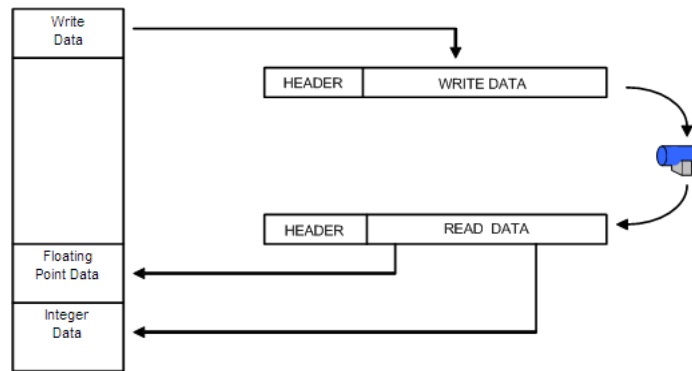 Write
Data
HEADER
WRITE DATA
HEADER
READ DATA
Floating
Point Data
Integer
Data